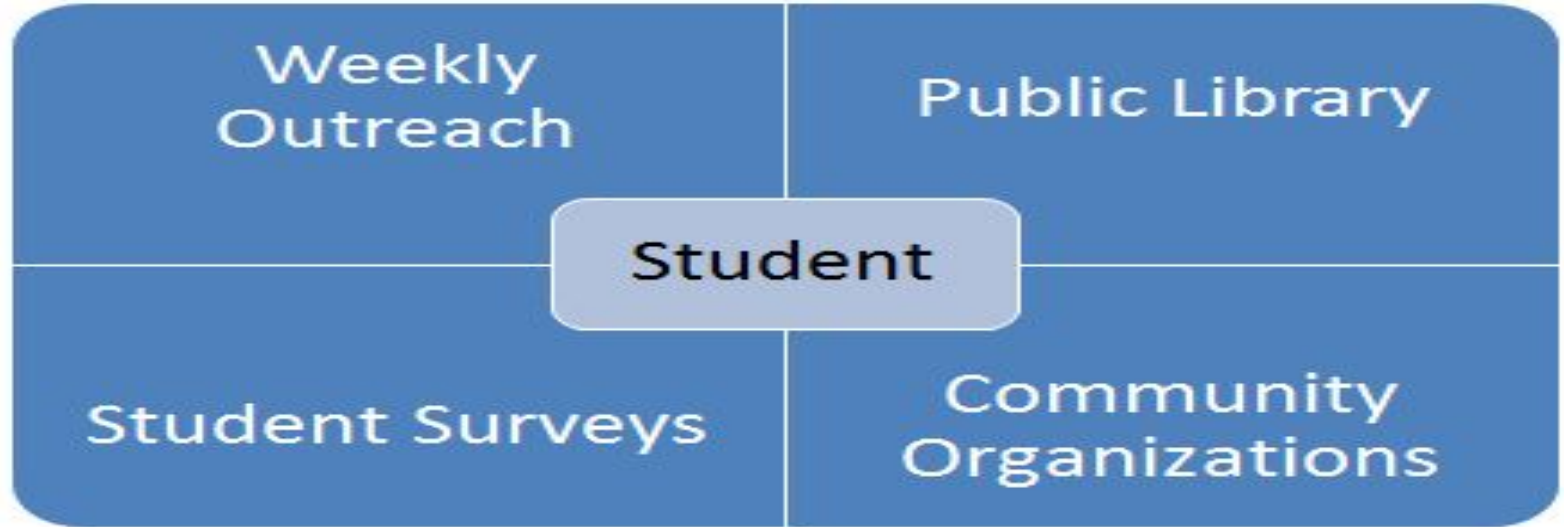 Weekly
Outreach
Public Library
Student
Student Surveys
Community
Organizations